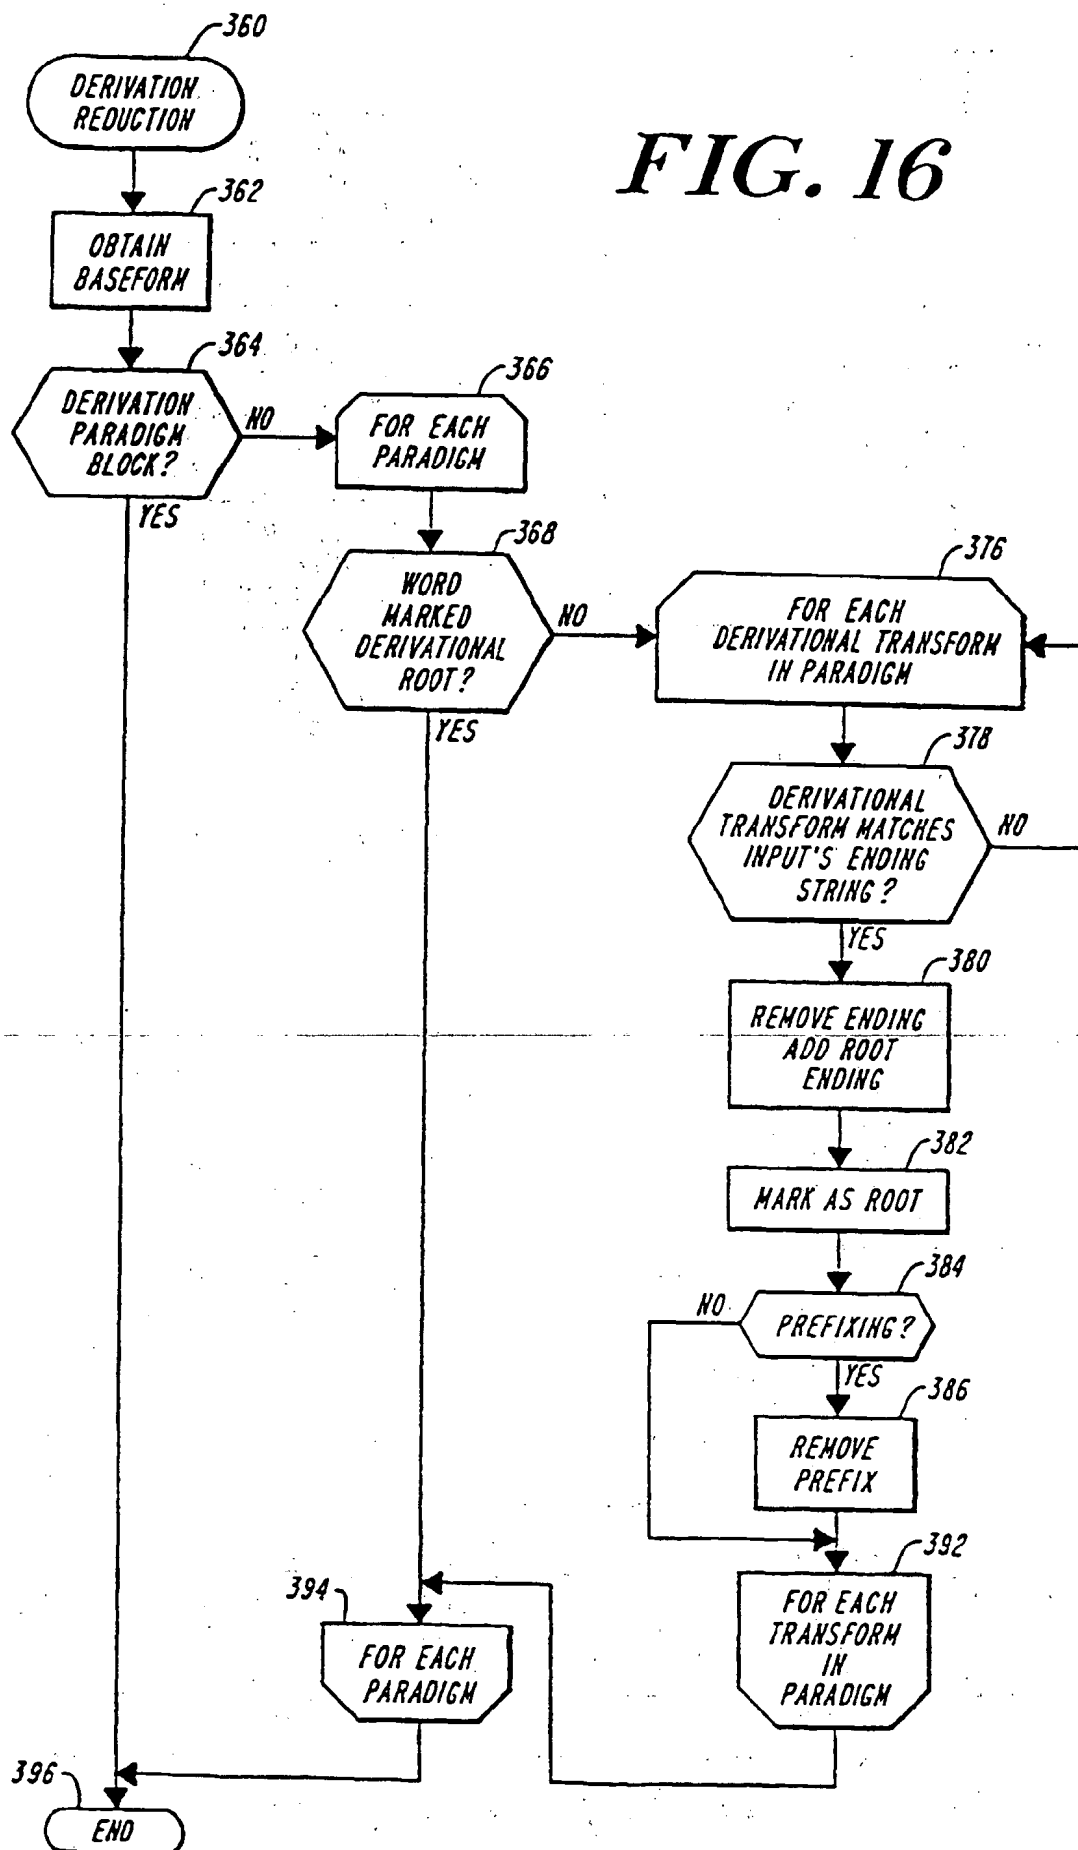 360
DERIVATION
REDUCTION
FIG. 16
362
OBTAIN
BASEFORM
364
DERIVATION
PARADIGM
BLOCK?
NO
YES
366
FOR EACH
PARADIGM
368
WORD
MARKED
DERIVATIONAL
ROOT?
NO
YES
376
FOR EACH
DERIVATIONAL TRANSFORM
IN PARADIGM
378
DERIVATIONAL
TRANSFORM MATCHES
INPUT'S ENDING
STRING?
NO
YES
380
REMOVE ENDING
ADD ROOT
ENDING
382
MARK AS ROOT
384
PREFIXING?
NO
YES
386
REMOVE
PREFIX
392
FOR EACH
TRANSFORM
IN
PARADIGM
394
FOR EACH
PARADIGM
396
END